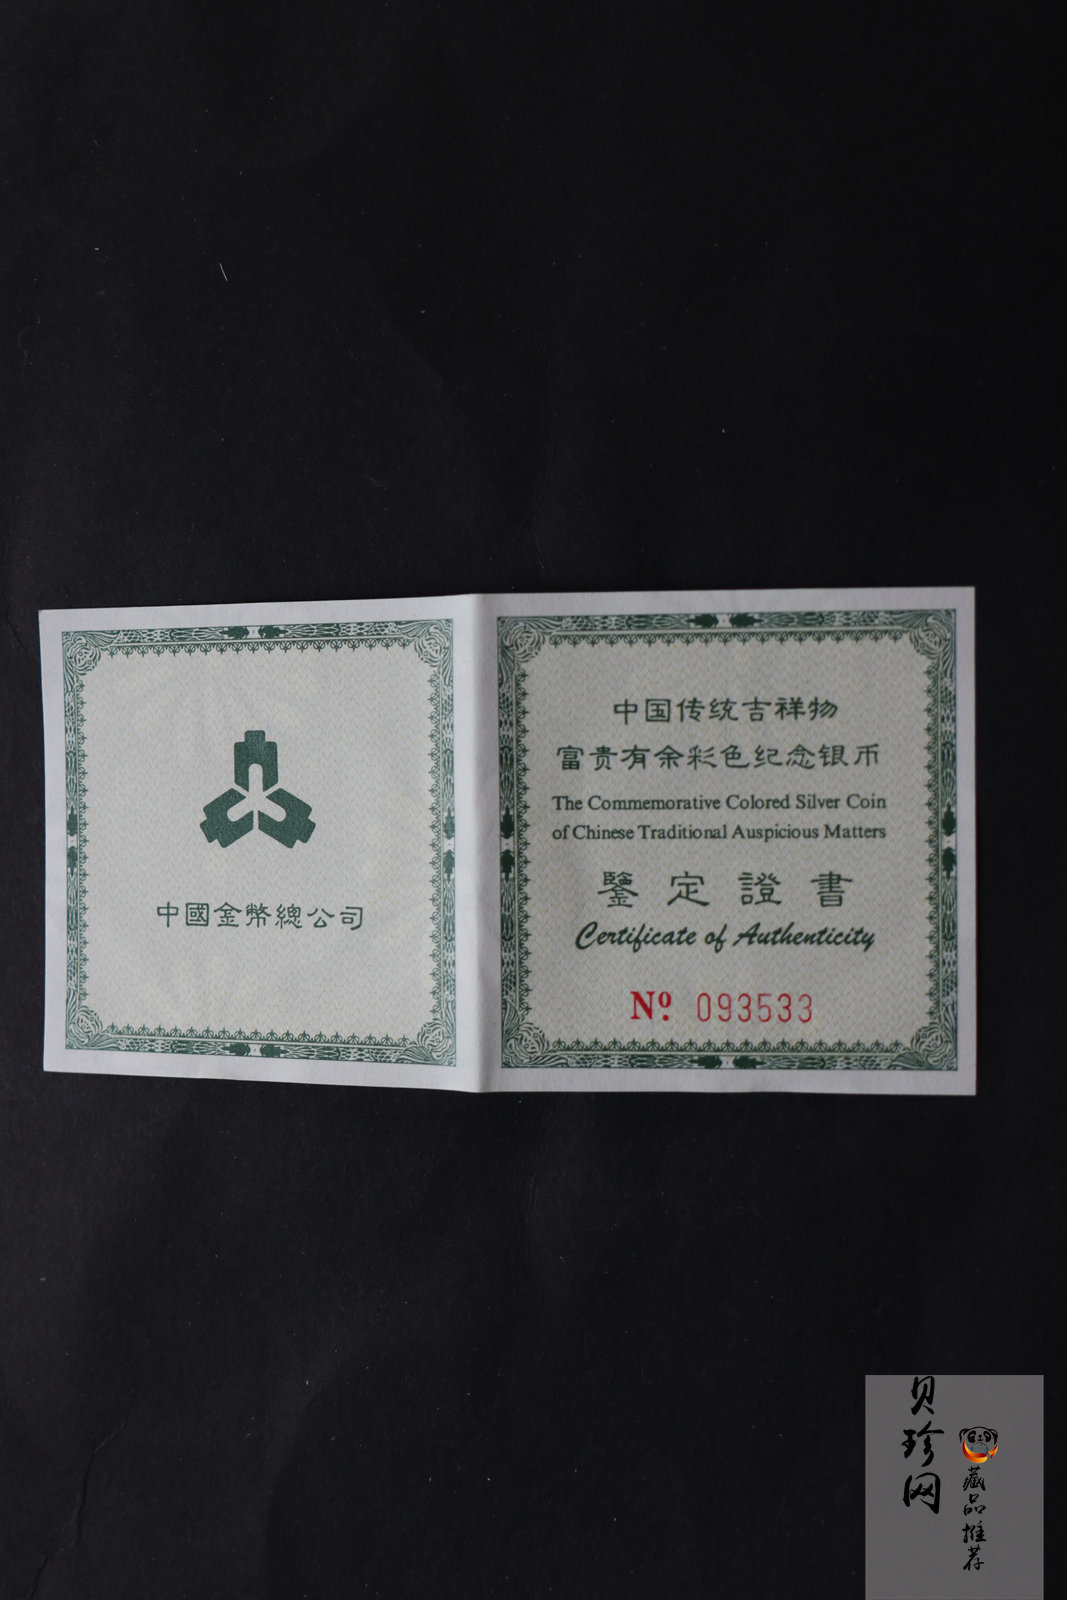 中國金幣總公司
中国传统吉祥物
富贵有余彩色纪念银币
The Commemorative Colored Silver Coin
of Chinese Traditional Auspicious Matters
鑒定證書
Certificate of Authenticity
Nº. 093533
贝珍网
藏品推荐